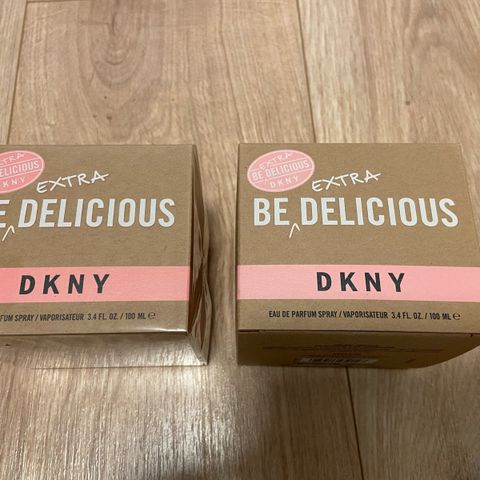 EXTRA
BE DELICIOUS
DKNY
EXTRA
BE DELICIOUS
DKNY
FUM SPRAY / VAPORISATEUR 3.4 FL. OZ. / 100 ML e
EXTRA
BE DELICIOUS
DKNY
EXTRA
BE DELICIOUS
DKNY
EAU DE PARFUM SPRAY / VAPORISATEUR 3.4 FL. OZ. / 100 ML e